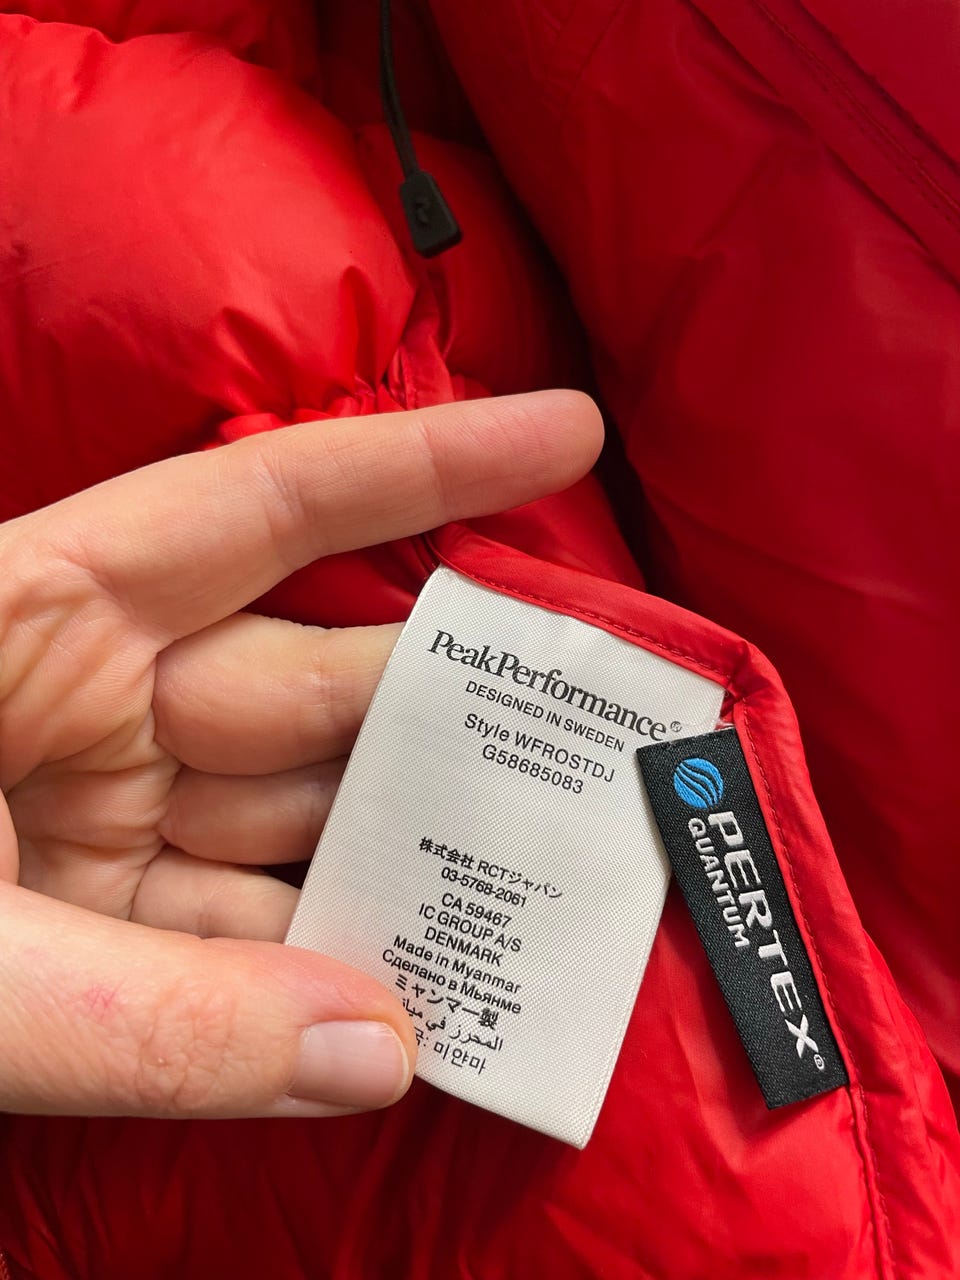 PeakPerformance®
DESIGNED IN SWEDEN
Style WFROSTDJ
G58685083
株式会社 RCTジャパン
03-5768-2061
CA 59467
IC GROUP A/S
DENMARK
Made in Myanmar
Сделано в Мьянме
ミャンマー製
المحرز في
미얀마
PERTEX®
QUANTUM